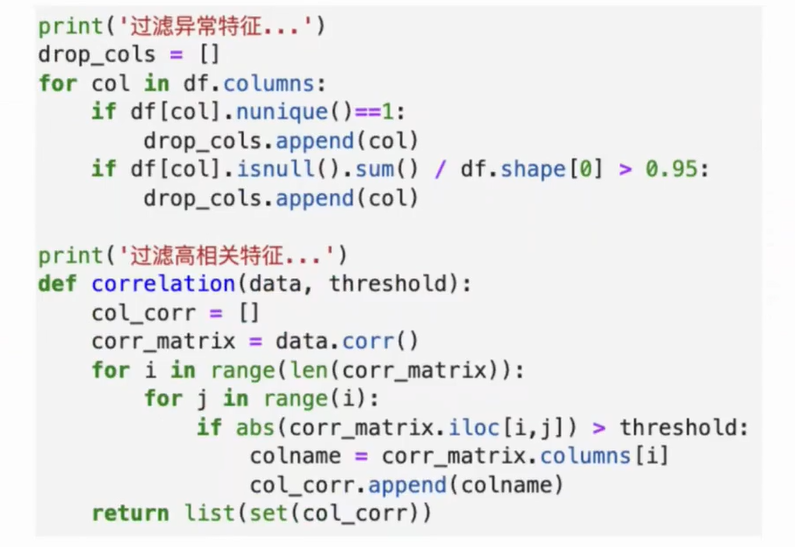 print('过滤异常特征...')
drop_cols = []
for col in df.columns:
    if df[col].nunique()==1:
        drop_cols.append(col)
    if df[col].isnull().sum() / df.shape[0] > 0.95:
        drop_cols.append(col)

print('过滤高相关特征...')
def correlation(data, threshold):
    col_corr = []
    corr_matrix = data.corr()
    for i in range(len(corr_matrix)):
        for j in range(i):
            if abs(corr_matrix.iloc[i,j]) > threshold:
                colname = corr_matrix.columns[i]
                col_corr.append(colname)
    return list(set(col_corr))